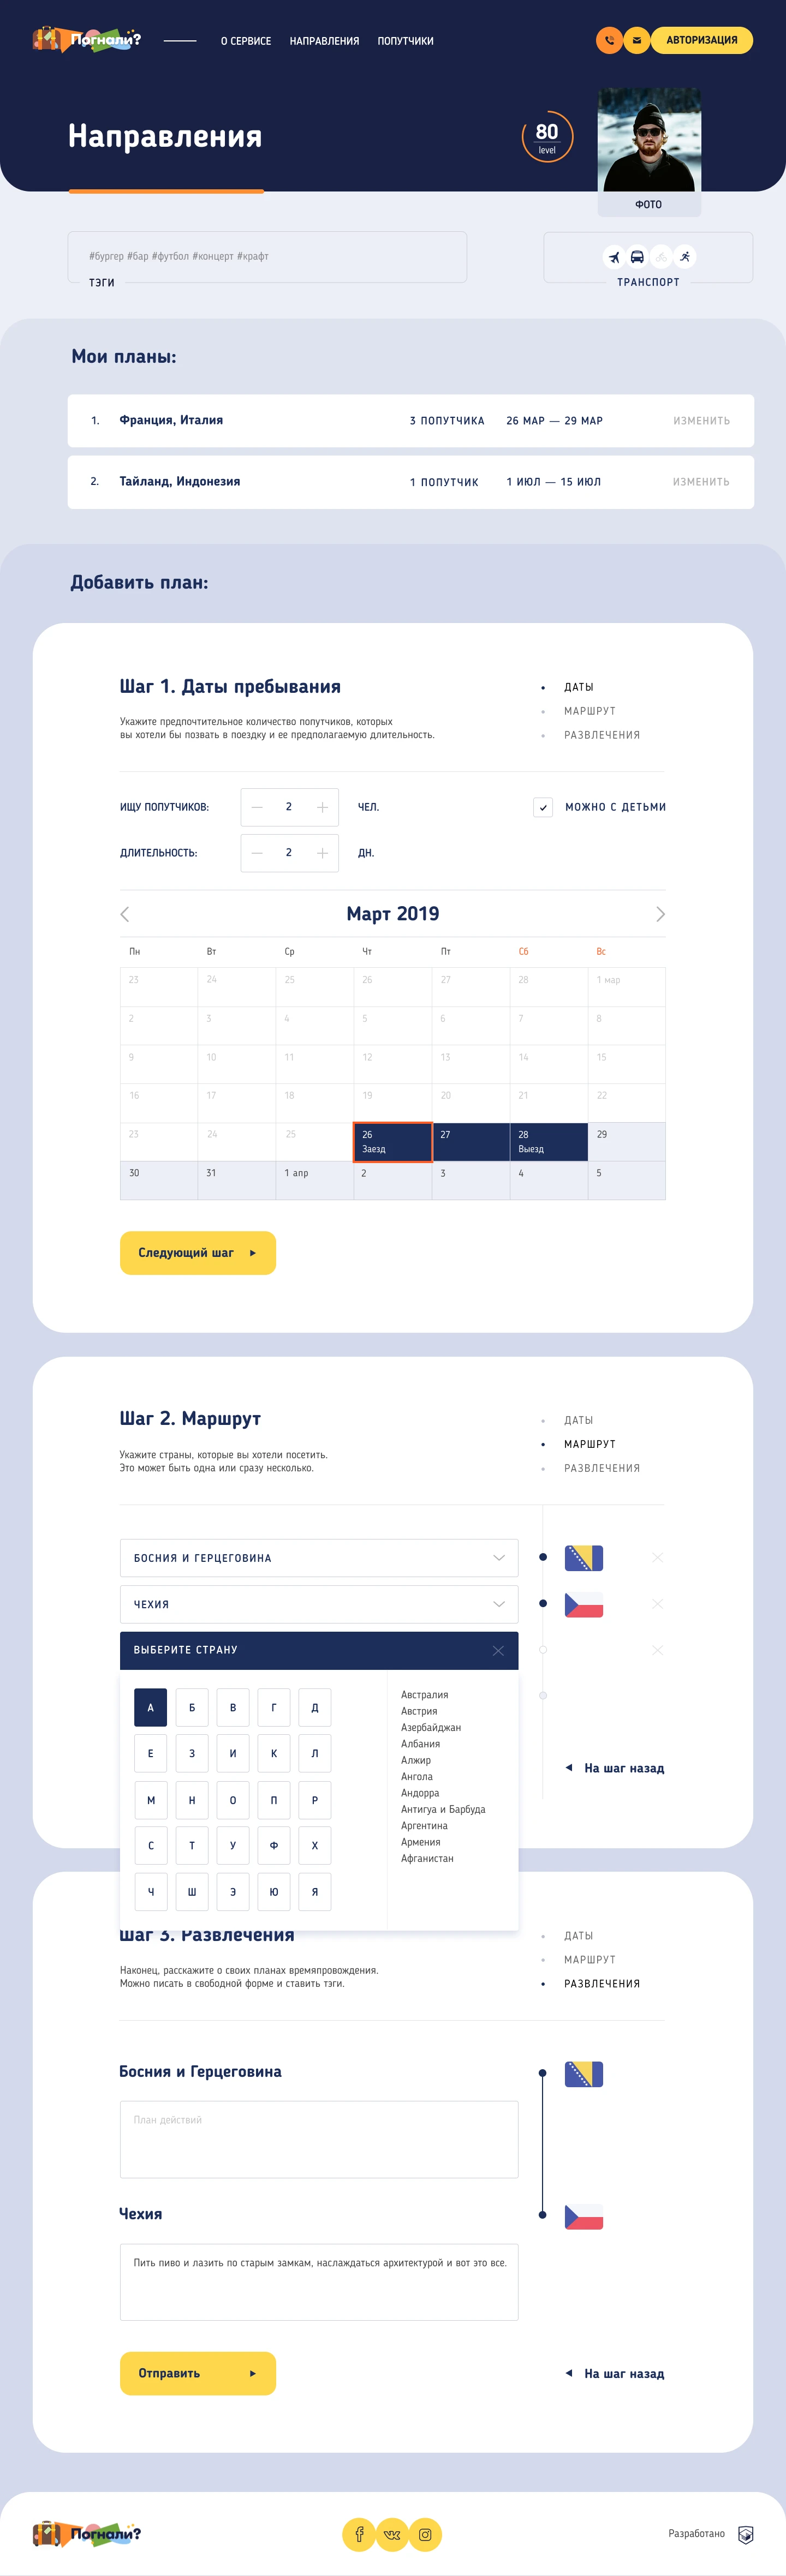 Погнали?
О СЕРВИСЕ НАПРАВЛЕНИЯ ПОПУТЧИКИ
АВТОРИЗАЦИЯ
Направления
80
level
ФОТО
#бургер #бар #футбол #концерт #крафт
ТЭГИ
ТРАНСПОРТ
Мои планы:
1. Франция, Италия 3 ПОПУТЧИКА 26 МАР — 29 МАР ИЗМЕНИТЬ
2. Тайланд, Индонезия 1 ПОПУТЧИК 1 ИЮЛ — 15 ИЮЛ ИЗМЕНИТЬ
Добавить план:
Шаг 1. Даты пребывания
Укажите предпочтительное количество попутчиков, которых
вы хотели бы позвать в поездку и ее предполагаемую длительность.
ДАТЫ
МАРШРУТ
РАЗВЛЕЧЕНИЯ
ИЩУ ПОПУТЧИКОВ: — 2 + ЧЕЛ. МОЖНО С ДЕТЬМИ
ДЛИТЕЛЬНОСТЬ: — 2 + ДН.
Март 2019
Пн Вт Ср Чт Пт Сб Вс
23 24 25 26 27 28 1 мар
2 3 4 5 6 7 8
9 10 11 12 13 14 15
16 17 18 19 20 21 22
23 24 25 26 27 28 29
Заезд Выезд
30 31 1 апр 2 3 4 5
Следующий шаг
Шаг 2. Маршрут
Укажите страны, которые вы хотели посетить.
Это может быть одна или сразу несколько.
ДАТЫ
МАРШРУТ
РАЗВЛЕЧЕНИЯ
БОСНИЯ И ГЕРЦЕГОВИНА
ЧЕХИЯ
ВЫБЕРИТЕ СТРАНУ
А Б В Г Д
Е З И К Л
М Н О П Р
С Т У Ф Х
Ч Ш Э Ю Я
Австралия
Австрия
Азербайджан
Албания
Алжир
Ангола
Андорра
Антигуа и Барбуда
Аргентина
Армения
Афганистан
На шаг назад
Шаг 3. Развлечения
Наконец, расскажите о своих планах времяпровождения.
Можно писать в свободной форме и ставить тэги.
ДАТЫ
МАРШРУТ
РАЗВЛЕЧЕНИЯ
Босния и Герцеговина
План действий
Чехия
Пить пиво и лазить по старым замкам, наслаждаться архитектурой и вот это все.
Отправить
На шаг назад
Погнали?
Разработано